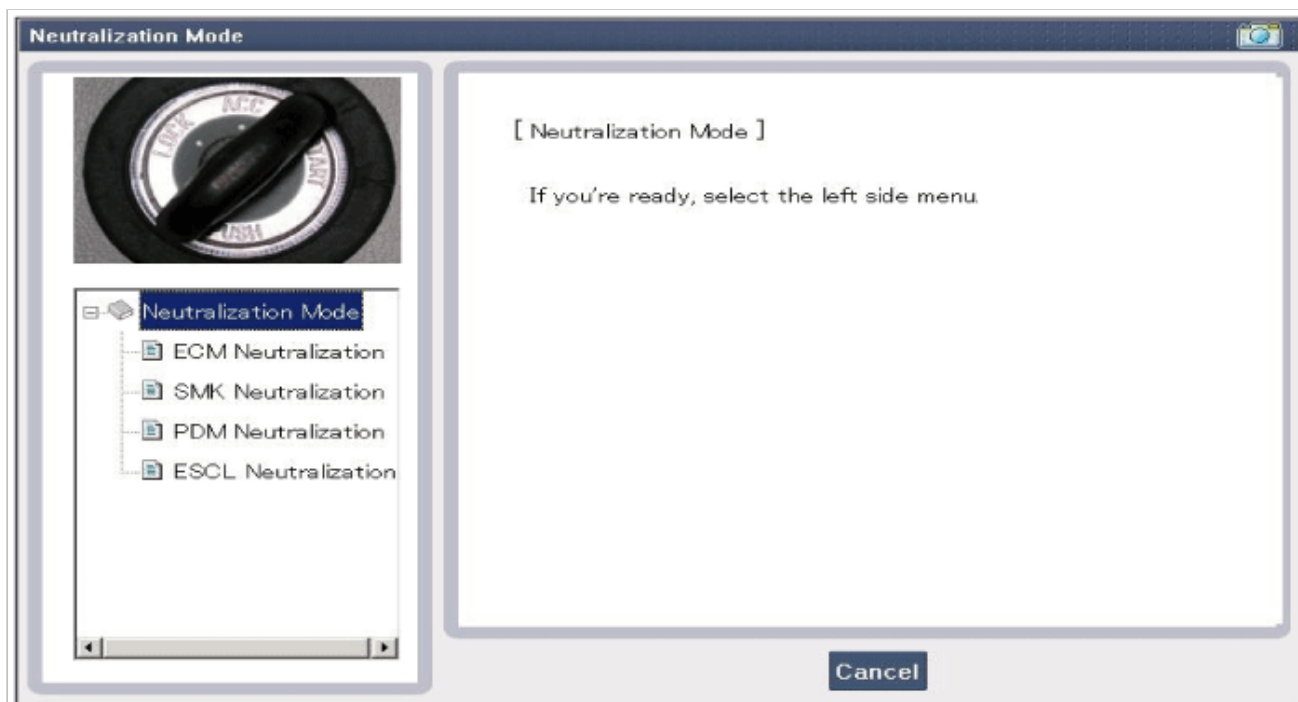 Neutralization Mode
LOCK
ACC
START
PUSH
[ Neutralization Mode ]
If you're ready, select the left side menu.
Neutralization Mode
ECM Neutralization
SMK Neutralization
PDM Neutralization
ESCL Neutralization
Cancel